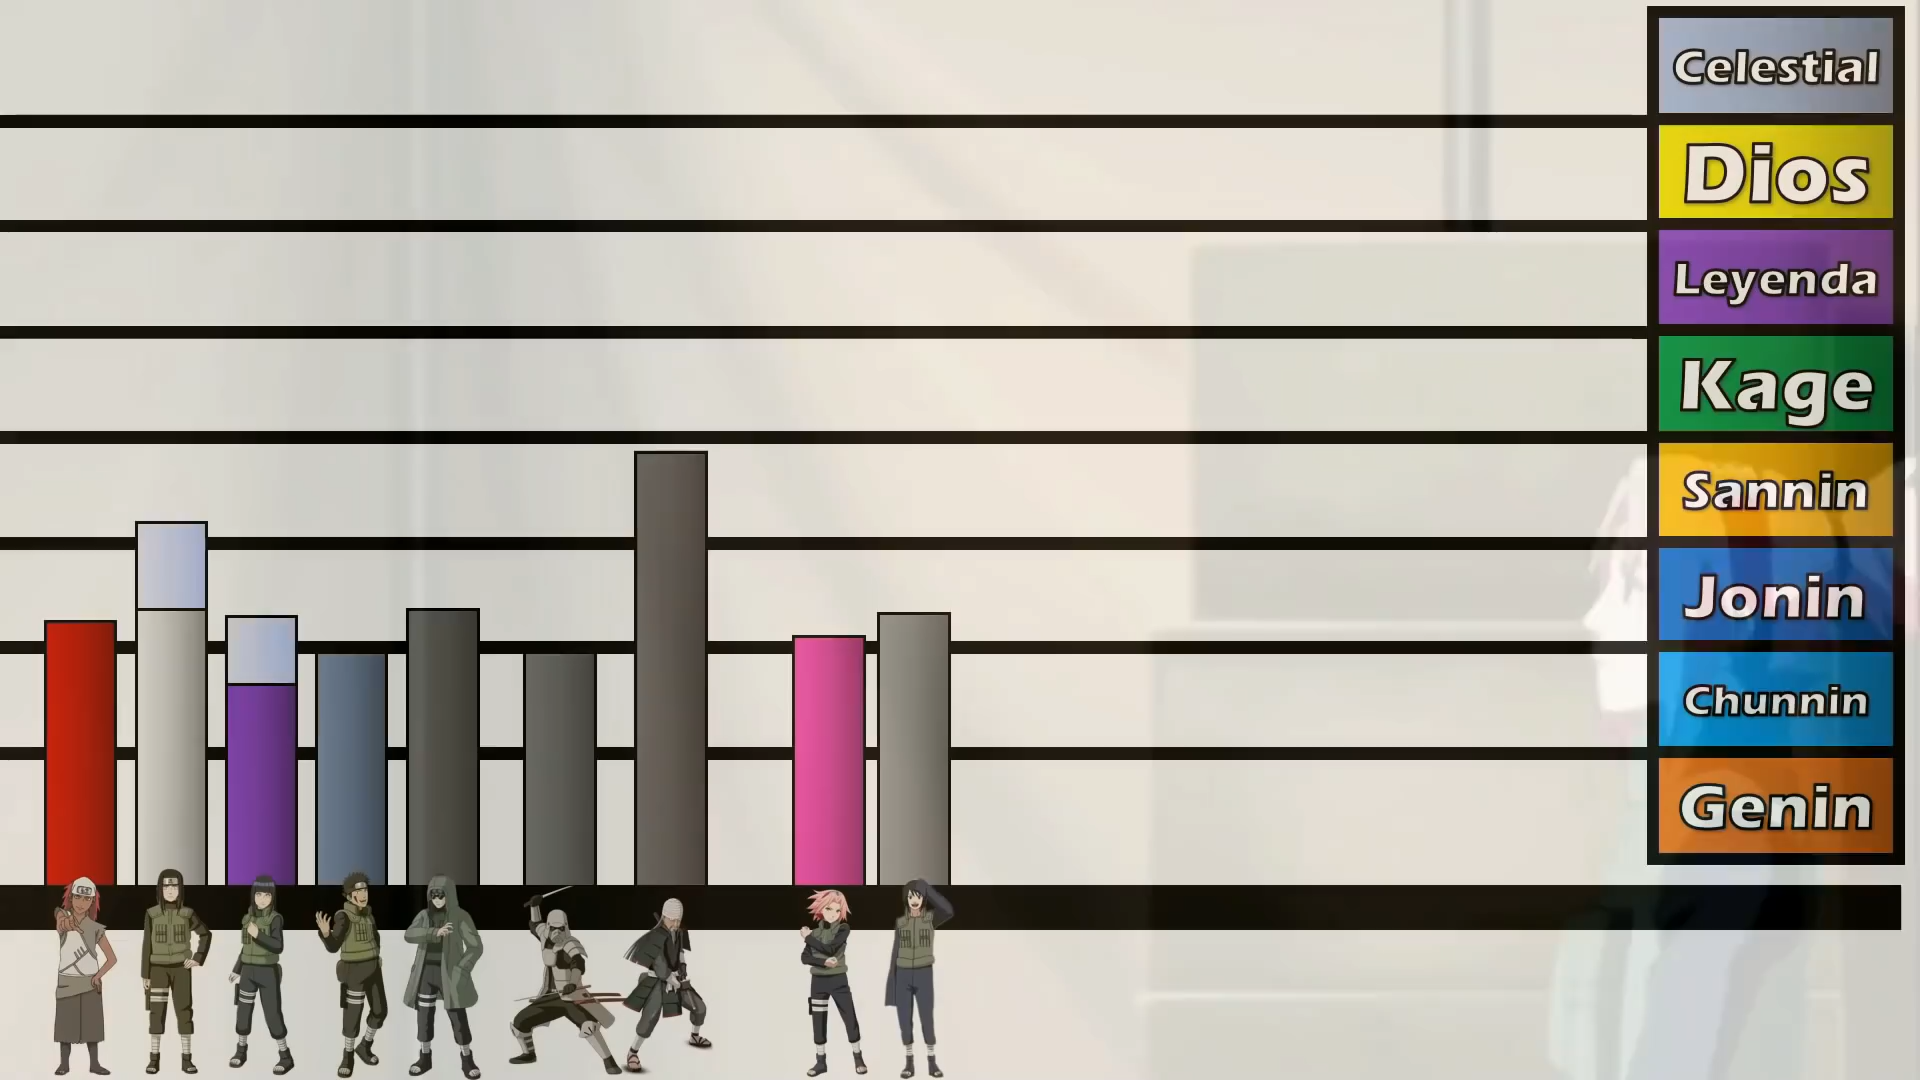 Celestial
Dios
Leyenda
Kage
Sannin
Jonin
Chunnin
Genin